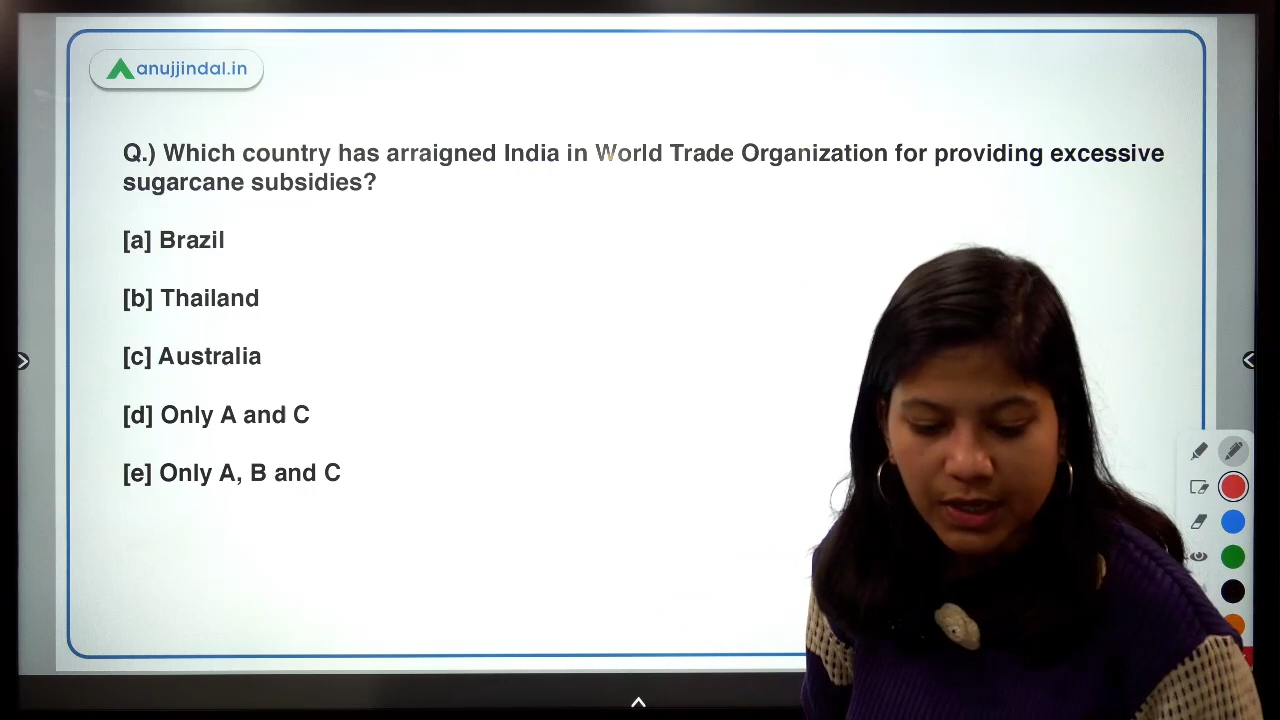 anujjindal.in
Q.) Which country has arraigned India in World Trade Organization for providing excessive
sugarcane subsidies?
[a] Brazil
[b] Thailand
[c] Australia
[d] Only A and C
[e] Only A, B and C